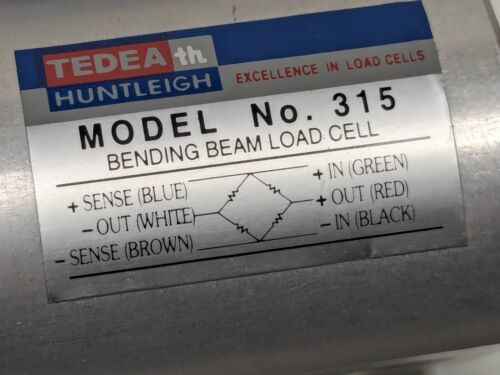 TEDEA th
HUNTLEIGH
EXCELLENCE IN LOAD CELLS
MODEL No. 315
BENDING BEAM LOAD CELL
+ SENSE (BLUE)
- OUT (WHITE)
- SENSE (BROWN)
+ IN (GREEN)
+ OUT (RED)
- IN (BLACK)